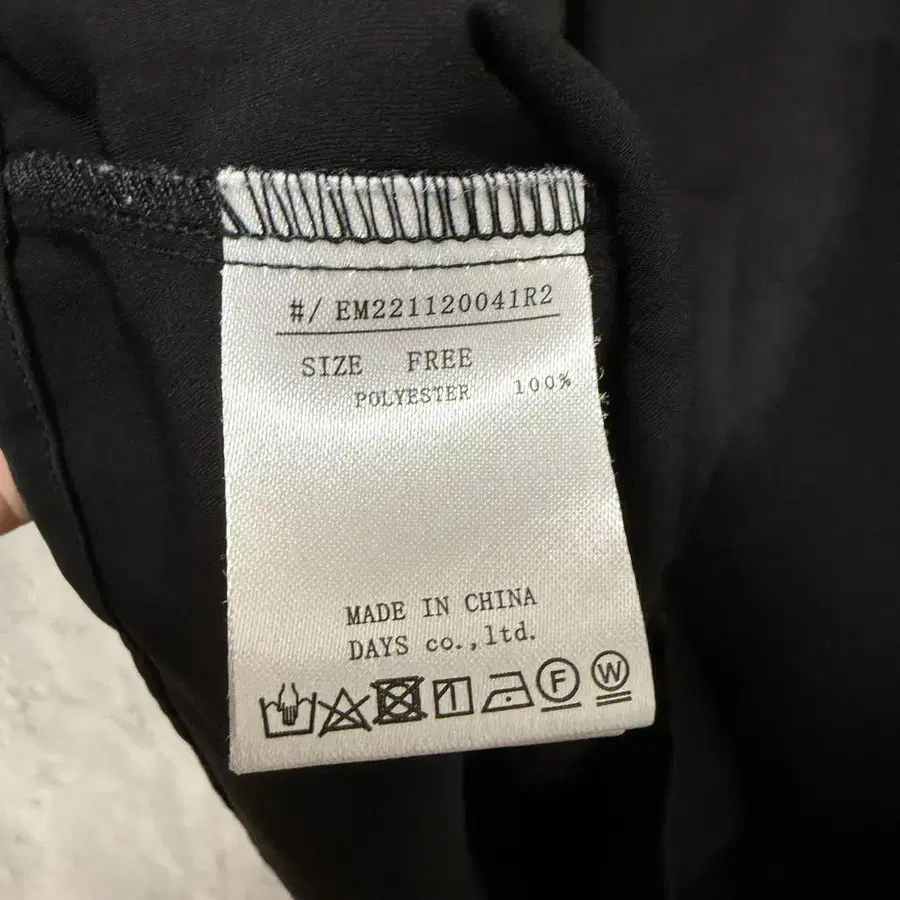 #/ EM221120041R2
SIZE FREE
POLYESTER 100%
MADE IN CHINA
DAYS co.,ltd.
F W